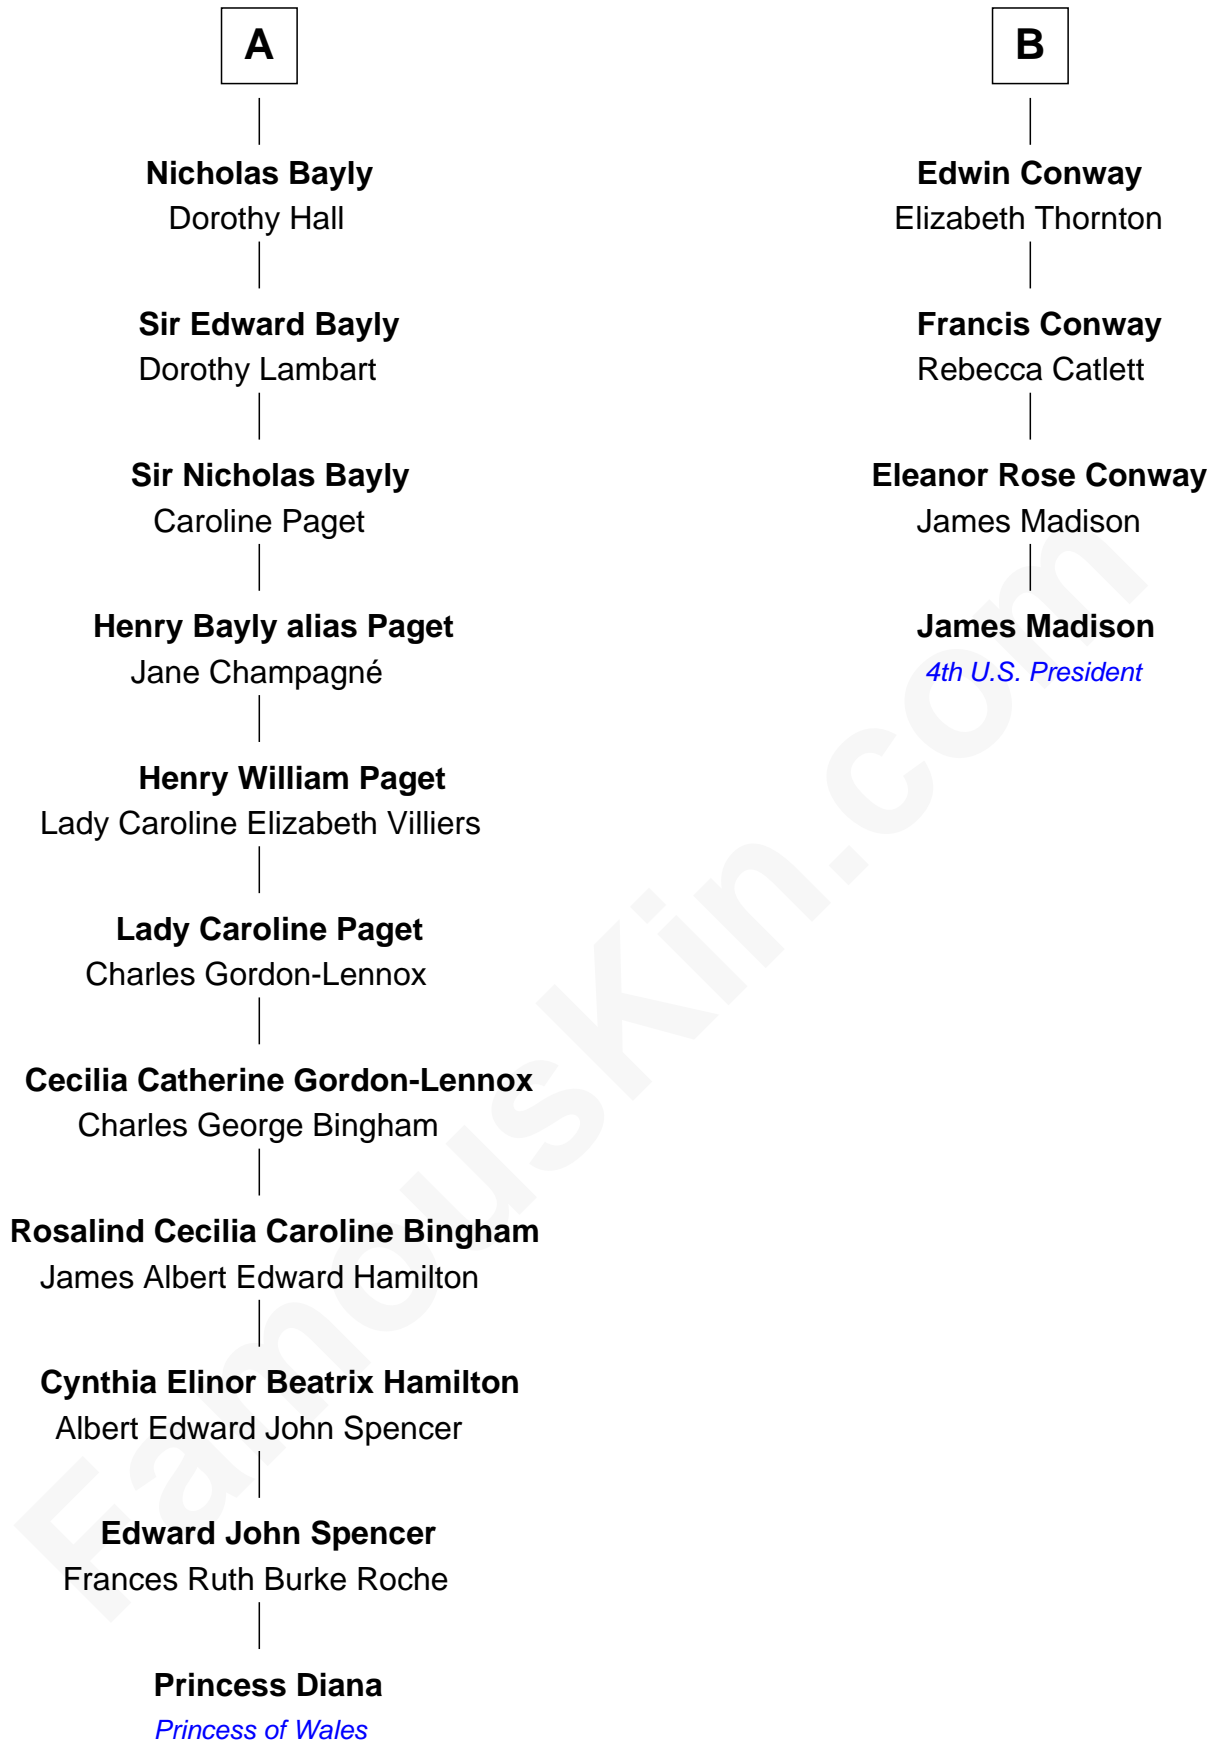 A
Nicholas Bayly
Dorothy Hall
Sir Edward Bayly
Dorothy Lambart
Sir Nicholas Bayly
Caroline Paget
Henry Bayly alias Paget
Jane Champagné
Henry William Paget
Lady Caroline Elizabeth Villiers
Lady Caroline Paget
Charles Gordon-Lennox
Cecilia Catherine Gordon-Lennox
Charles George Bingham
Rosalind Cecilia Caroline Bingham
James Albert Edward Hamilton
Cynthia Elinor Beatrix Hamilton
Albert Edward John Spencer
Edward John Spencer
Frances Ruth Burke Roche
Princess Diana
Princess of Wales
B
Edwin Conway
Elizabeth Thornton
Francis Conway
Rebecca Catlett
Eleanor Rose Conway
James Madison
James Madison
4th U.S. President
FamousKin.com